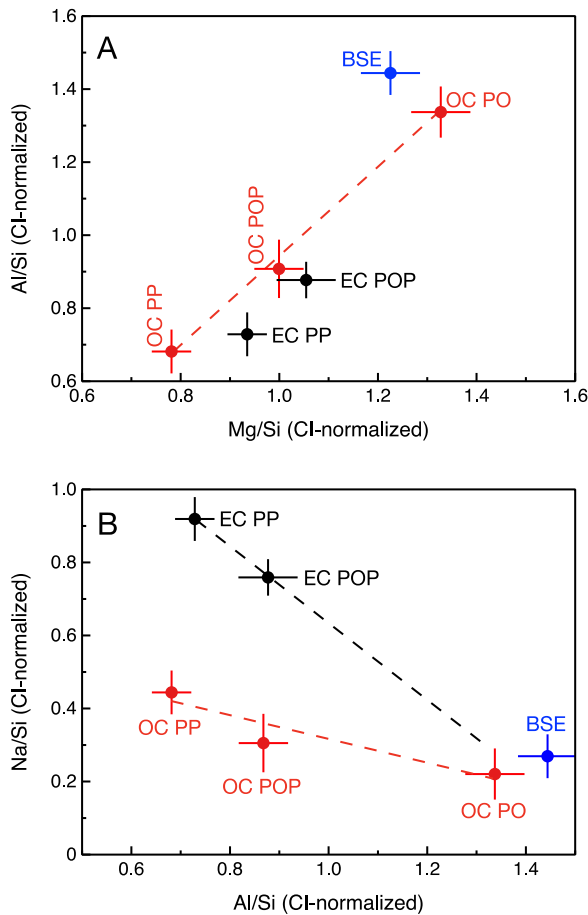 A
1.6
1.4
1.2
1.0
0.8
0.6
Al/Si (CI-normalized)
BSE
OC PO
OC POP
EC POP
OC PP
EC PP
0.6
0.8
1.0
1.2
1.4
1.6
Mg/Si (CI-normalized)
B
1.0
0.8
0.6
0.4
0.2
0
Na/Si (CI-normalized)
EC PP
EC POP
OC PP
OC POP
BSE
OC PO
0.6
0.8
1.0
1.2
1.4
Al/Si (CI-normalized)